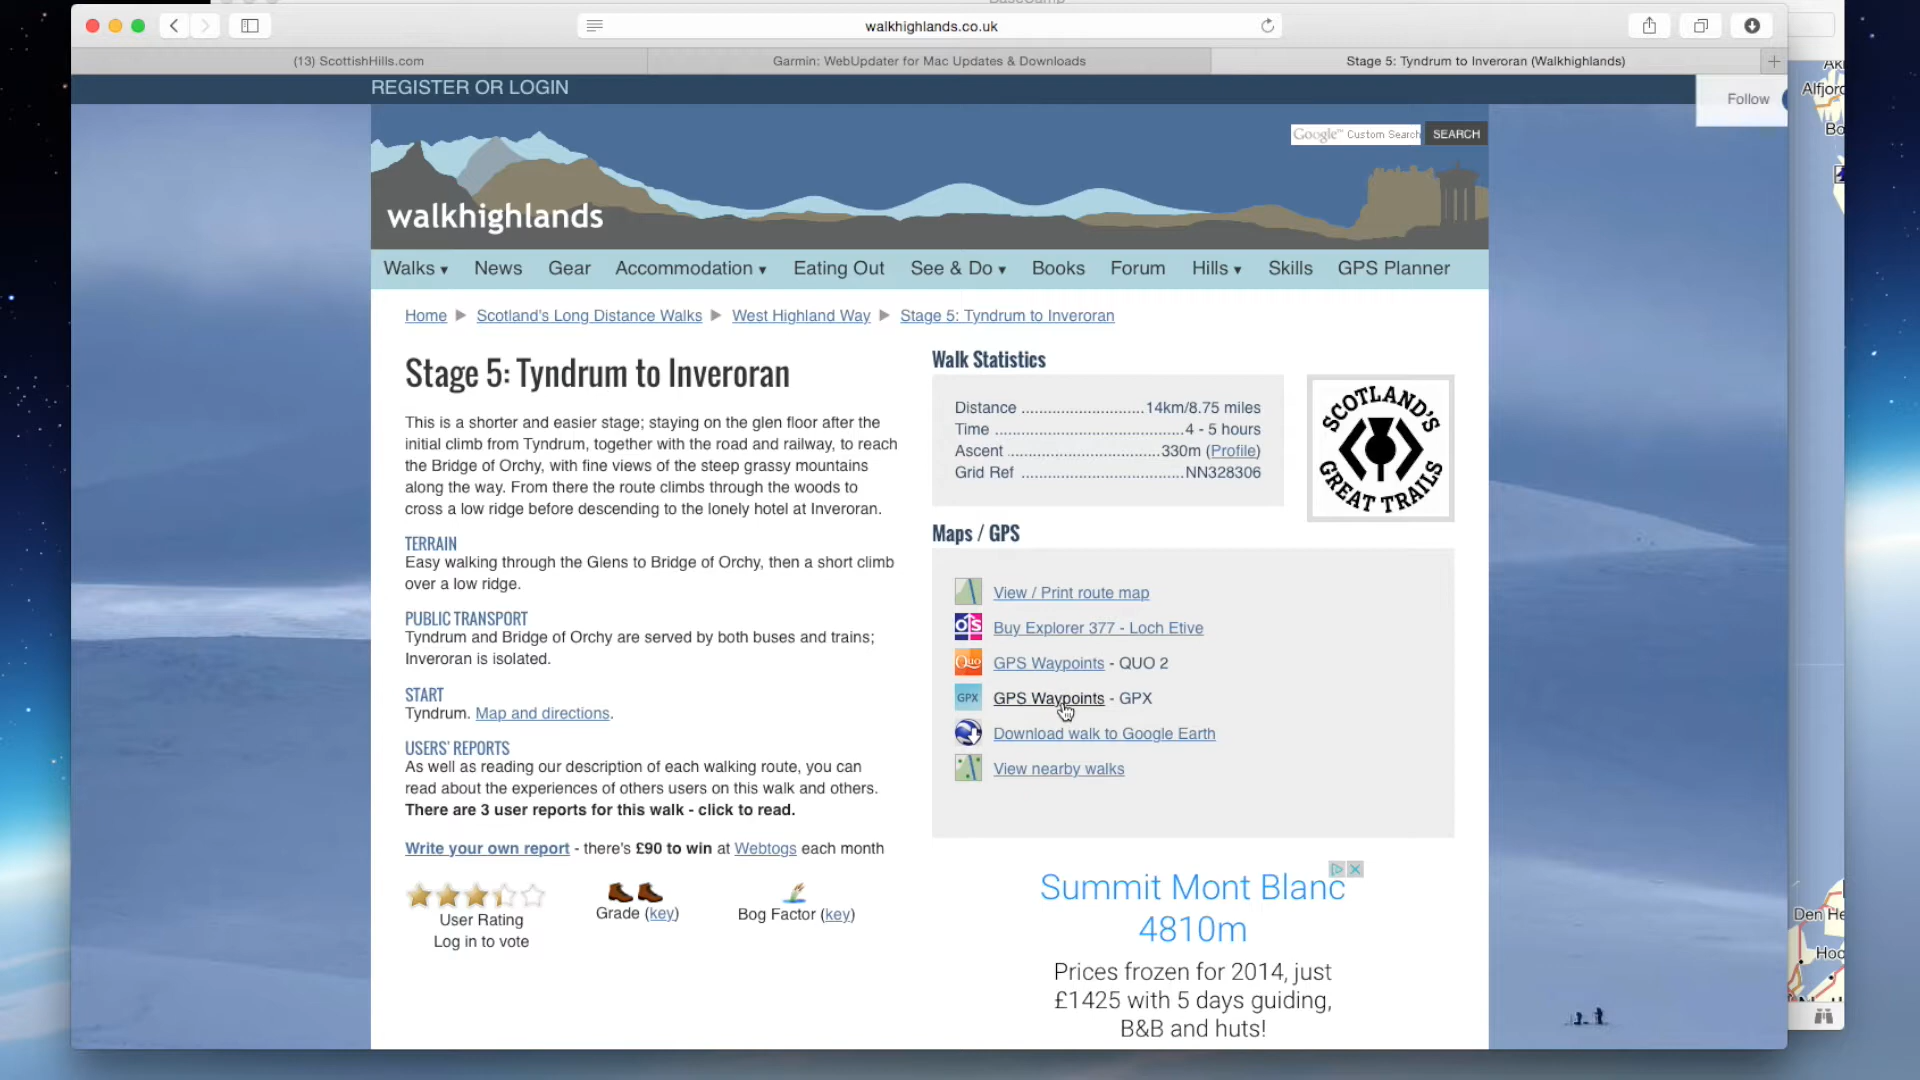 BaseCamp
walkhighlands.co.uk
(13) ScottishHills.com
Garmin: WebUpdater for Mac Updates & Downloads
Stage 5: Tyndrum to Inveroran (Walkhighlands)
REGISTER OR LOGIN
Follow
Alfjord
Google™ Custom Search
SEARCH
walkhighlands
Walks ▾ News Gear Accommodation ▾ Eating Out See & Do ▾ Books Forum Hills ▾ Skills GPS Planner
Home ▶ Scotland's Long Distance Walks ▶ West Highland Way ▶ Stage 5: Tyndrum to Inveroran
Stage 5: Tyndrum to Inveroran
This is a shorter and easier stage; staying on the glen floor after the
initial climb from Tyndrum, together with the road and railway, to reach
the Bridge of Orchy, with fine views of the steep grassy mountains
along the way. From there the route climbs through the woods to
cross a low ridge before descending to the lonely hotel at Inveroran.
TERRAIN
Easy walking through the Glens to Bridge of Orchy, then a short climb
over a low ridge.
PUBLIC TRANSPORT
Tyndrum and Bridge of Orchy are served by both buses and trains;
Inveroran is isolated.
START
Tyndrum. Map and directions.
USERS' REPORTS
As well as reading our description of each walking route, you can
read about the experiences of others users on this walk and others.
There are 3 user reports for this walk - click to read.
Write your own report - there's £90 to win at Webtogs each month
User Rating
Log in to vote
Grade (key)
Bog Factor (key)
Walk Statistics
Distance ...........................14km/8.75 miles
Time ...........................................4 - 5 hours
Ascent ..................................330m (Profile)
Grid Ref ....................................NN328306
SCOTLAND'S
GREAT TRAILS
Maps / GPS
View / Print route map
os Buy Explorer 377 - Loch Etive
Quo GPS Waypoints - QUO 2
GPX GPS Waypoints - GPX
Download walk to Google Earth
View nearby walks
Summit Mont Blanc
4810m
Prices frozen for 2014, just
£1425 with 5 days guiding,
B&B and huts!
Den He
Hoo